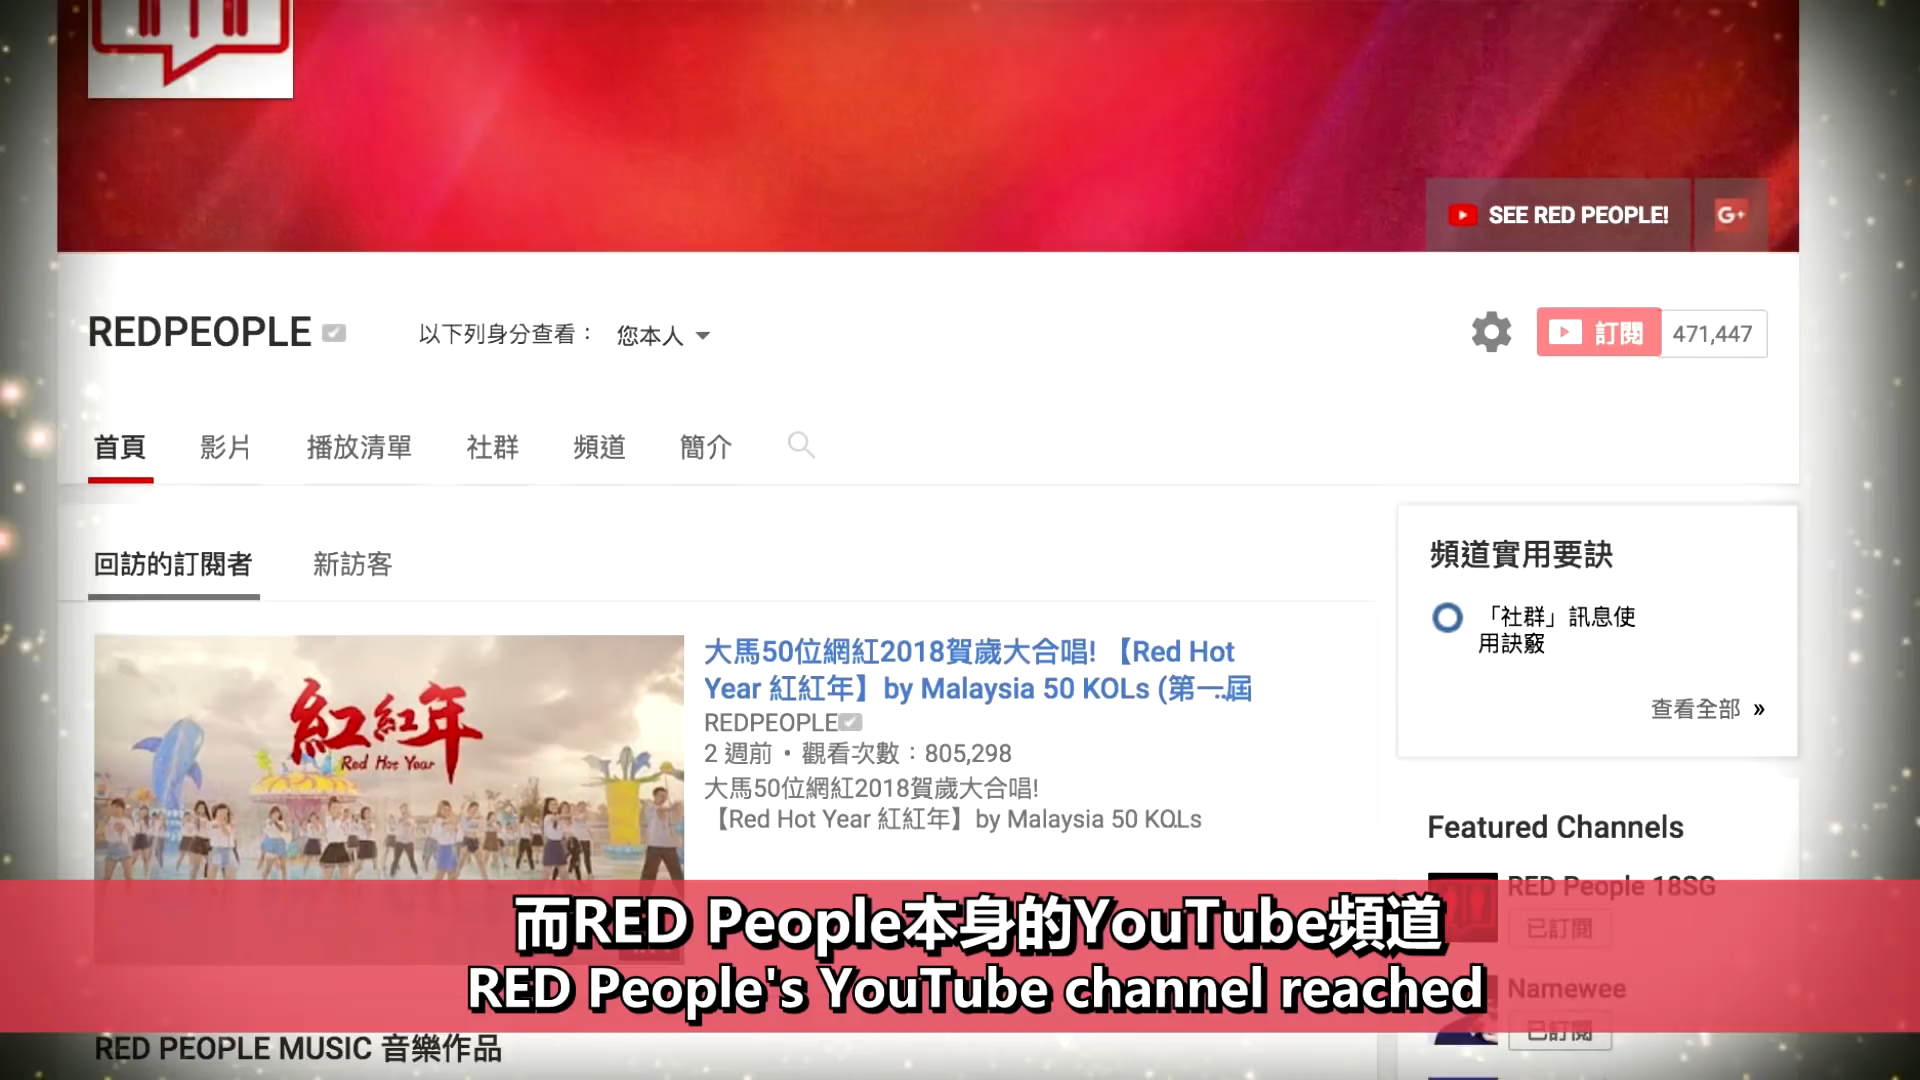 SEE RED PEOPLE!
G+
REDPEOPLE
以下列身分查看： 您本人
訂閱 471,447
首頁 影片 播放清單 社群 頻道 簡介
回訪的訂閱者 新訪客
頻道實用要訣
「社群」訊息使
用訣竅
查看全部 »
紅紅年
Red Hot Year
大馬50位網紅2018賀歲大合唱! 【Red Hot
Year 紅紅年】by Malaysia 50 KOLs (第一...屆
REDPEOPLE
2 週前 • 觀看次數：805,298
大馬50位網紅2018賀歲大合唱!
【Red Hot Year 紅紅年】by Malaysia 50 KOLs
Featured Channels
RED People 18SG
已訂閱
Namewee
已訂閱
而RED People本身的YouTube頻道
RED People's YouTube channel reached
RED PEOPLE MUSIC 音樂作品